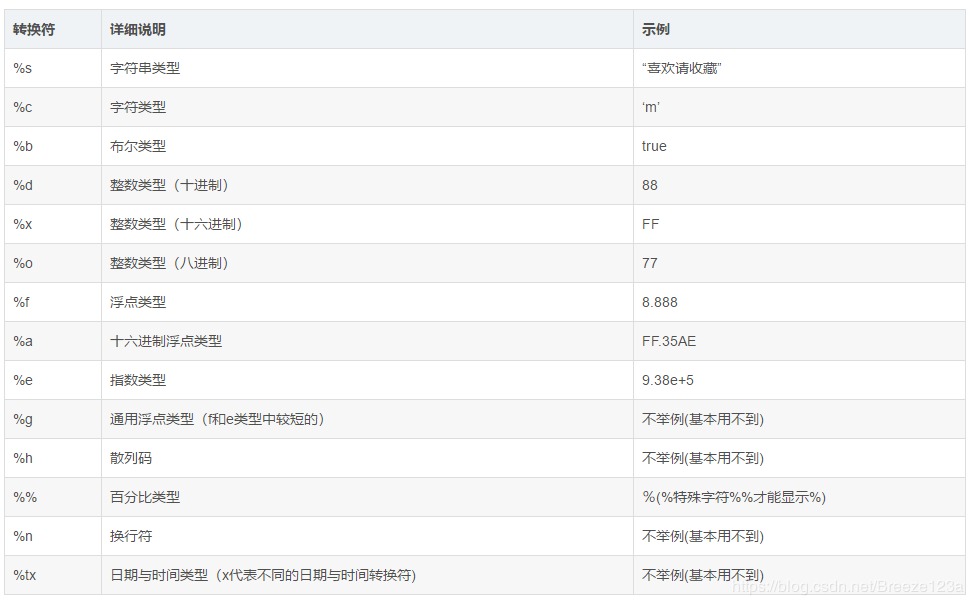 转换符 详细说明 示例
%s 字符串类型 “喜欢请收藏”
%c 字符类型 ‘m’
%b 布尔类型 true
%d 整数类型（十进制） 88
%x 整数类型（十六进制） FF
%o 整数类型（八进制） 77
%f 浮点类型 8.888
%a 十六进制浮点类型 FF.35AE
%e 指数类型 9.38e+5
%g 通用浮点类型（f和e类型中较短的） 不举例(基本用不到)
%h 散列码 不举例(基本用不到)
%% 百分比类型 ％(%特殊字符%%才能显示%)
%n 换行符 不举例(基本用不到)
%tx 日期与时间类型（x代表不同的日期与时间转换符) 不举例(基本用不到)
https://blog.csdn.net/Breeze123a